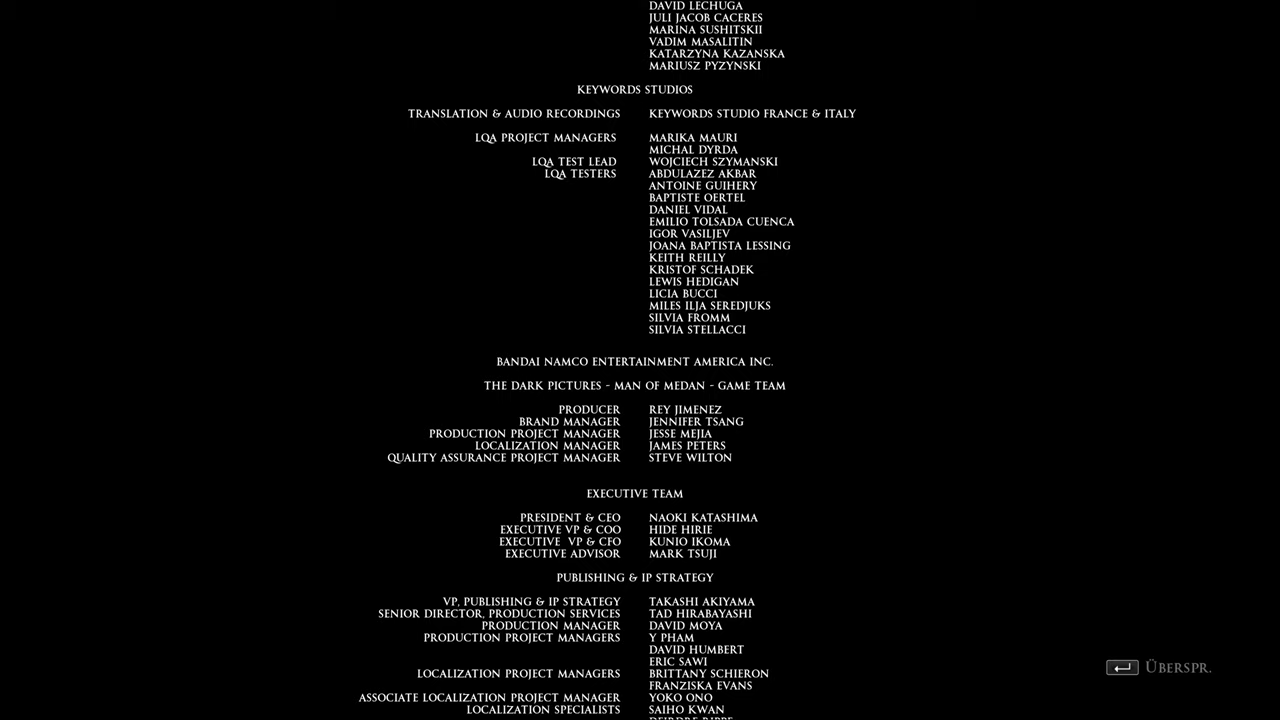 DAVID LECHUGA
JULI JACOB CACERES
MARINA SUSHITSKII
VADIM MASALITIN
KATARZYNA KAZANSKA
MARIUSZ PYZYNSKI
KEYWORDS STUDIOS
TRANSLATION & AUDIO RECORDINGS KEYWORDS STUDIO FRANCE & ITALY
LQA PROJECT MANAGERS MARIKA MAURI
MICHAL DYRDA
LQA TEST LEAD WOJCIECH SZYMANSKI
LQA TESTERS ABDULAZEZ AKBAR
ANTOINE GUIHERY
BAPTISTE OERTEL
DANIEL VIDAL
EMILIO TOLSADA CUENCA
IGOR VASILJEV
JOANA BAPTISTA LESSING
KEITH REILLY
KRISTOF SCHADEK
LEWIS HEDIGAN
LICIA BUCCI
MILES ILJA SEREDJUKS
SILVIA FROMM
SILVIA STELLACCI
BANDAI NAMCO ENTERTAINMENT AMERICA INC.
THE DARK PICTURES - MAN OF MEDAN - GAME TEAM
PRODUCER REY JIMENEZ
BRAND MANAGER JENNIFER TSANG
PRODUCTION PROJECT MANAGER JESSE MEJIA
LOCALIZATION MANAGER JAMES PETERS
QUALITY ASSURANCE PROJECT MANAGER STEVE WILTON
EXECUTIVE TEAM
PRESIDENT & CEO NAOKI KATASHIMA
EXECUTIVE VP & COO HIDE HIRIE
EXECUTIVE VP & CFO KUNIO IKOMA
EXECUTIVE ADVISOR MARK TSUJI
PUBLISHING & IP STRATEGY
VP, PUBLISHING & IP STRATEGY TAKASHI AKIYAMA
SENIOR DIRECTOR, PRODUCTION SERVICES TAD HIRABAYASHI
PRODUCTION MANAGER DAVID MOYA
PRODUCTION PROJECT MANAGERS Y PHAM
DAVID HUMBERT
ERIC SAWI
LOCALIZATION PROJECT MANAGERS BRITTANY SCHIERON
FRANZISKA EVANS
ASSOCIATE LOCALIZATION PROJECT MANAGER YOKO ONO
LOCALIZATION SPECIALISTS SAIHO KWAN
ÜBERSPR.